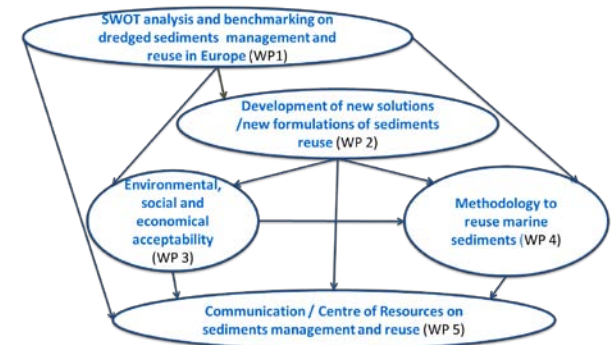 SWOT analysis and benchmarking on
dredged sediments management and
reuse in Europe (WP1)
Development of new solutions
/new formulations of sediments
reuse (WP 2)
Environmental,
social and
economical
acceptability
(WP 3)
Methodology to
reuse marine
sediments (WP 4)
Communication / Centre of Resources on
sediments management and reuse (WP 5)